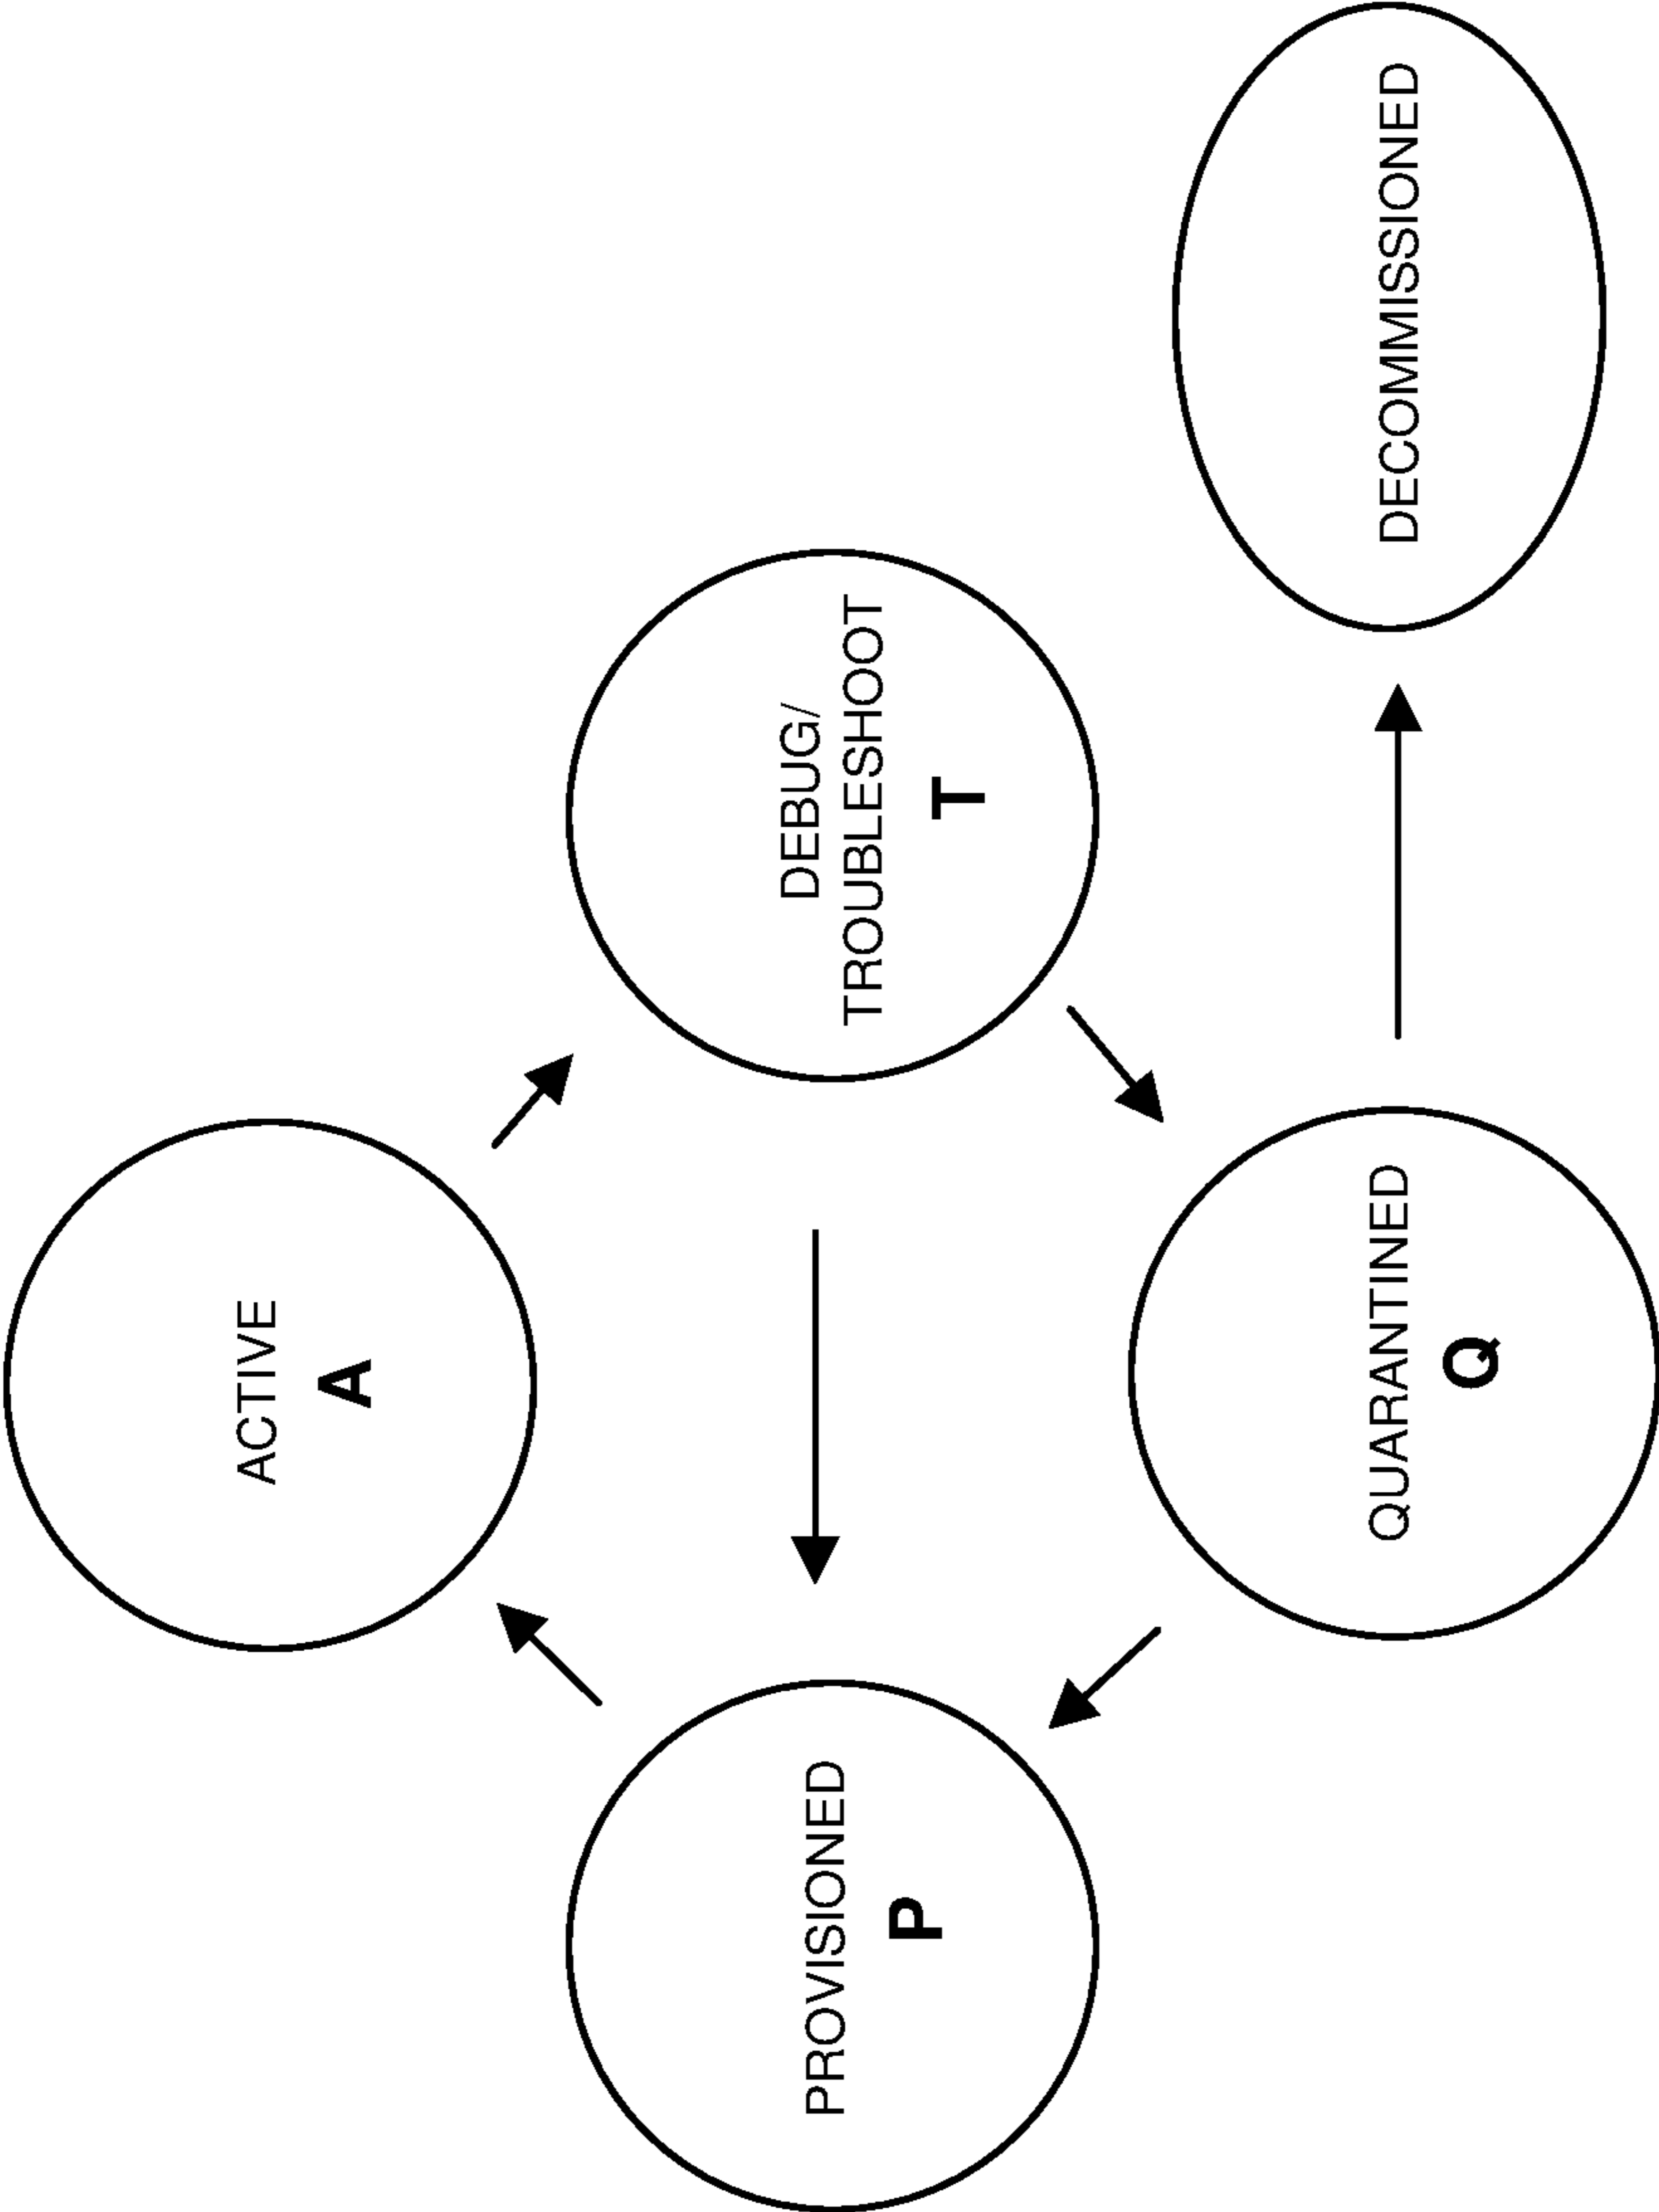 ACTIVE
A
PROVISIONED
P
DEBUG/
TROUBLESHOOT
T
QUARANTINED
Q
DECOMMISSIONED